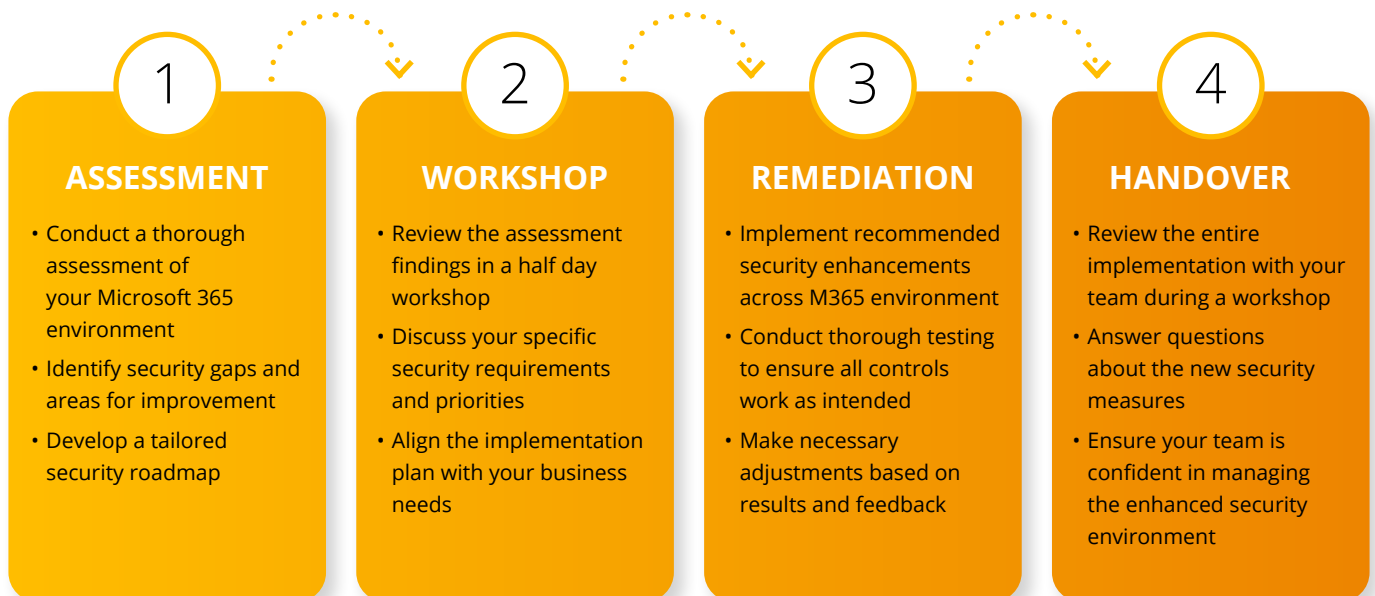 1
ASSESSMENT
• Conduct a thorough
assessment of
your Microsoft 365
environment
• Identify security gaps and
areas for improvement
• Develop a tailored
security roadmap
2
WORKSHOP
• Review the assessment
findings in a half day
workshop
• Discuss your specific
security requirements
and priorities
• Align the implementation
plan with your business
needs
3
REMEDIATION
• Implement recommended
security enhancements
across M365 environment
• Conduct thorough testing
to ensure all controls
work as intended
• Make necessary
adjustments based on
results and feedback
4
HANDOVER
• Review the entire
implementation with your
team during a workshop
• Answer questions
about the new security
measures
• Ensure your team is
confident in managing
the enhanced security
environment